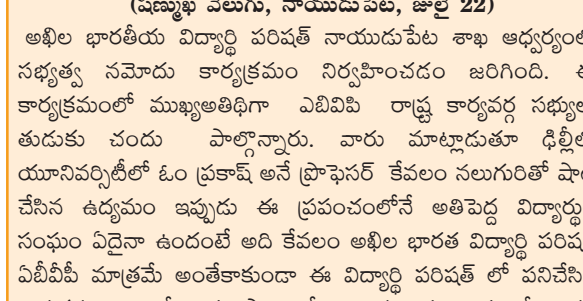 (షణ్ముఖ వెలుగు, నాయుడుపేట, జులై 22)
అఖిల భారతీయ విద్యార్థి పరిషత్ నాయుడుపేట శాఖ ఆధ్వర్యంలో
సభ్యత్వ నమోదు కార్యక్రమం నిర్వహించడం జరిగింది. ఈ
కార్యక్రమంలో ముఖ్యఅతిథిగా ఎబివిపి రాష్ట్ర కార్యవర్గ సభ్యుల
తుడుకు చందు పాల్గొన్నారు. వారు మాట్లాడుతూ ఢిల్లీలో
యూనివర్సిటీలో ఓం ప్రకాష్ అనే ప్రొఫెసర్ కేవలం నలుగురితో
చేసిన ఉద్యమం ఇప్పుడు ఈ ప్రపంచంలోనే అతిపెద్ద విద్యార్థు
సంఘం ఏదైనా ఉందంటే అది కేవలం అఖిల భారత విద్యార్థి పరిష
ఏబీవీపీ మాత్రమే అంతేకాకుండా ఈ విద్యార్థి పరిషత్ లో పనిచేసి